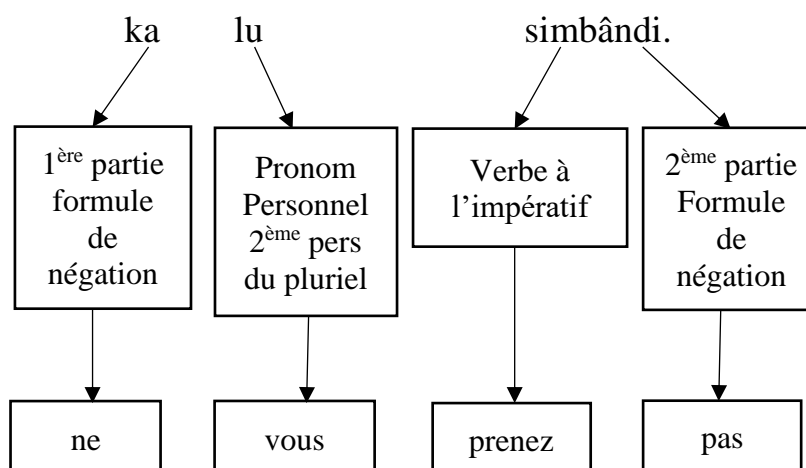 ka lu simbândi.
1ère partie
formule
de
négation
Pronom
Personnel
2ème pers
du pluriel
Verbe à
l’impératif
2ème partie
Formule
de
négation
ne
vous
prenez
pas